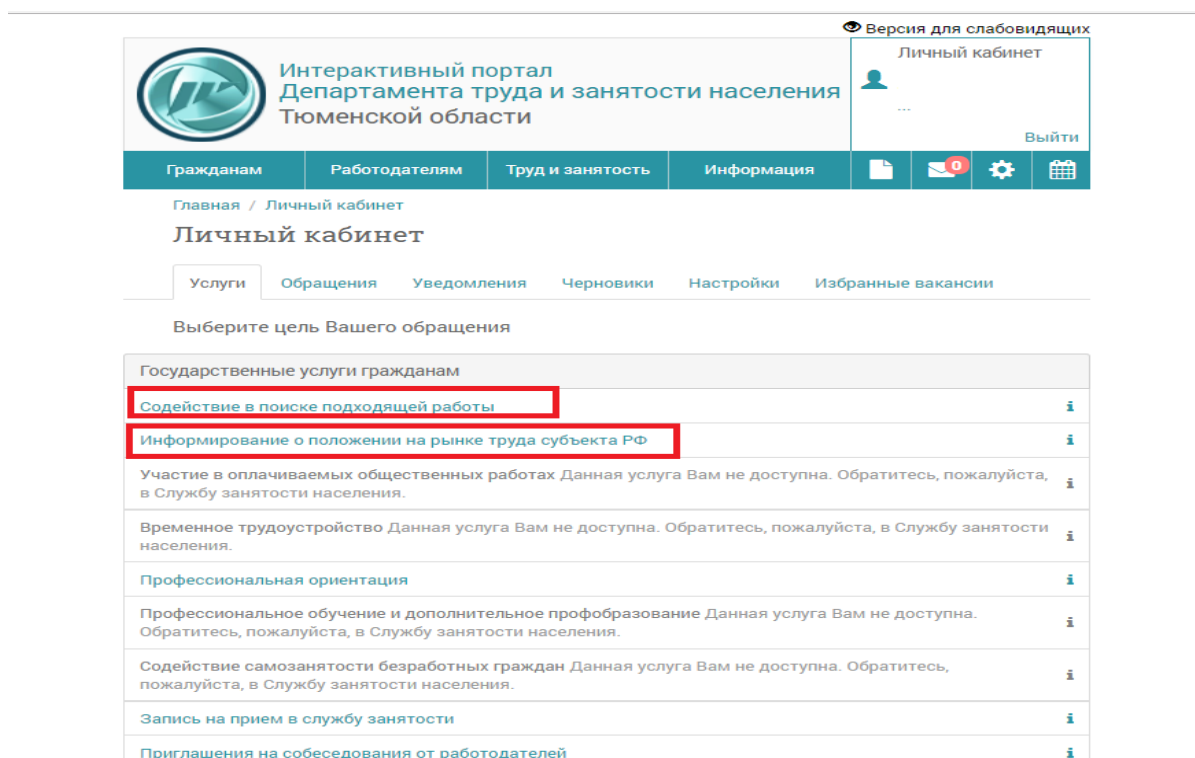 Версия для слабовидящих
Интерактивный портал
Департамента труда и занятости населения
Тюменской области
Личный кабинет
...
Выйти
Гражданам
Работодателям
Труд и занятость
Информация
0
Главная / Личный кабинет
Личный кабинет
Услуги
Обращения
Уведомления
Черновики
Настройки
Избранные вакансии
Выберите цель Вашего обращения
Государственные услуги гражданам
Содействие в поиске подходящей работы
Информирование о положении на рынке труда субъекта РФ
Участие в оплачиваемых общественных работах Данная услуга Вам не доступна. Обратитесь, пожалуйста,
в Службу занятости населения.
Временное трудоустройство Данная услуга Вам не доступна. Обратитесь, пожалуйста, в Службу занятости
населения.
Профессиональная ориентация
Профессиональное обучение и дополнительное профобразование Данная услуга Вам не доступна.
Обратитесь, пожалуйста, в Службу занятости населения.
Содействие самозанятости безработных граждан Данная услуга Вам не доступна. Обратитесь,
пожалуйста, в Службу занятости населения.
Запись на прием в службу занятости
Приглашения на собеседования от работодателей